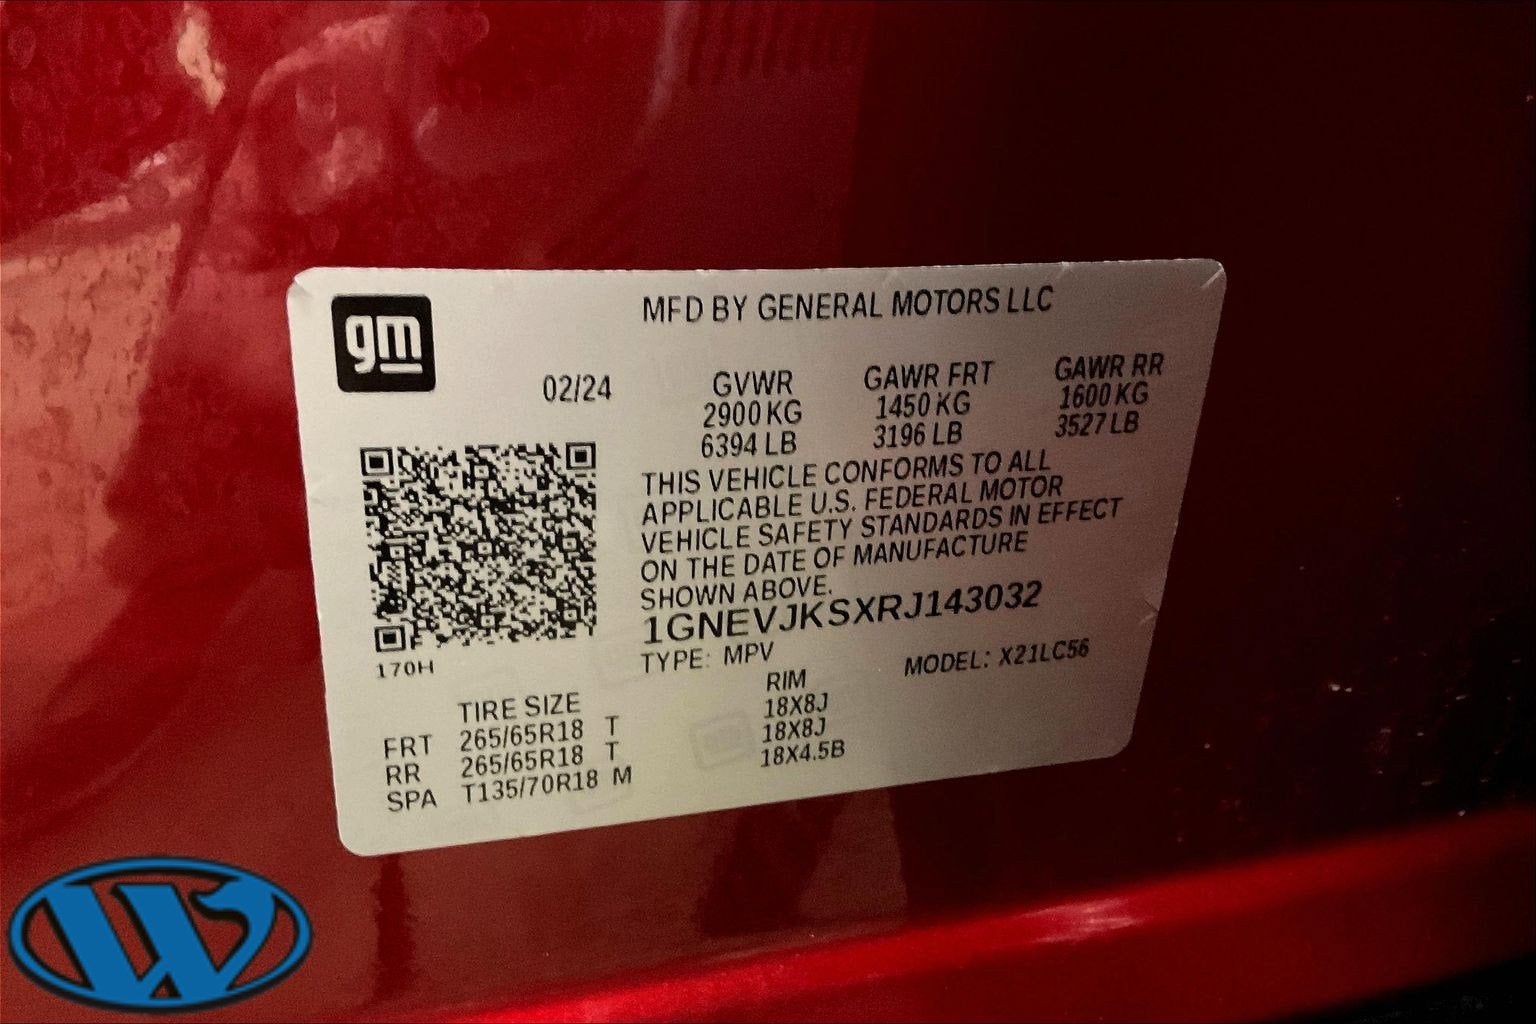 gm
MFD BY GENERAL MOTORS LLC
02/24
GVWR GAWR FRT GAWR RR
2900 KG 1450 KG 1600 KG
6394 LB 3196 LB 3527 LB
THIS VEHICLE CONFORMS TO ALL
APPLICABLE U.S. FEDERAL MOTOR
VEHICLE SAFETY STANDARDS IN EFFECT
ON THE DATE OF MANUFACTURE
SHOWN ABOVE.
1GNEVJKSXRJ143032
170H
TYPE: MPV MODEL: X21LC56
TIRE SIZE RIM
FRT 265/65R18 T 18X8J
RR 265/65R18 T 18X8J
SPA T135/70R18 M 18X4.5B
W